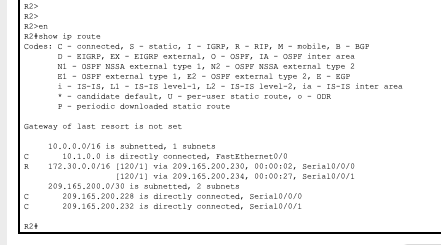 R2>
R2>
R2>en
R2#show ip route
Codes: C - connected, S - static, I - IGRP, R - RIP, M - mobile, B - BGP
       D - EIGRP, EX - EIGRP external, O - OSPF, IA - OSPF inter area
       N1 - OSPF NSSA external type 1, N2 - OSPF NSSA external type 2
       E1 - OSPF external type 1, E2 - OSPF external type 2, E - EGP
       i - IS-IS, L1 - IS-IS level-1, L2 - IS-IS level-2, ia - IS-IS inter area
       * - candidate default, U - per-user static route, o - ODR
       P - periodic downloaded static route

Gateway of last resort is not set

     10.0.0.0/16 is subnetted, 1 subnets
C       10.1.0.0 is directly connected, FastEthernet0/0
R    172.30.0.0/16 [120/1] via 209.165.200.230, 00:00:02, Serial0/0/0
                   [120/1] via 209.165.200.234, 00:00:27, Serial0/0/1
     209.165.200.0/30 is subnetted, 2 subnets
C       209.165.200.228 is directly connected, Serial0/0/0
C       209.165.200.232 is directly connected, Serial0/0/1

R2#